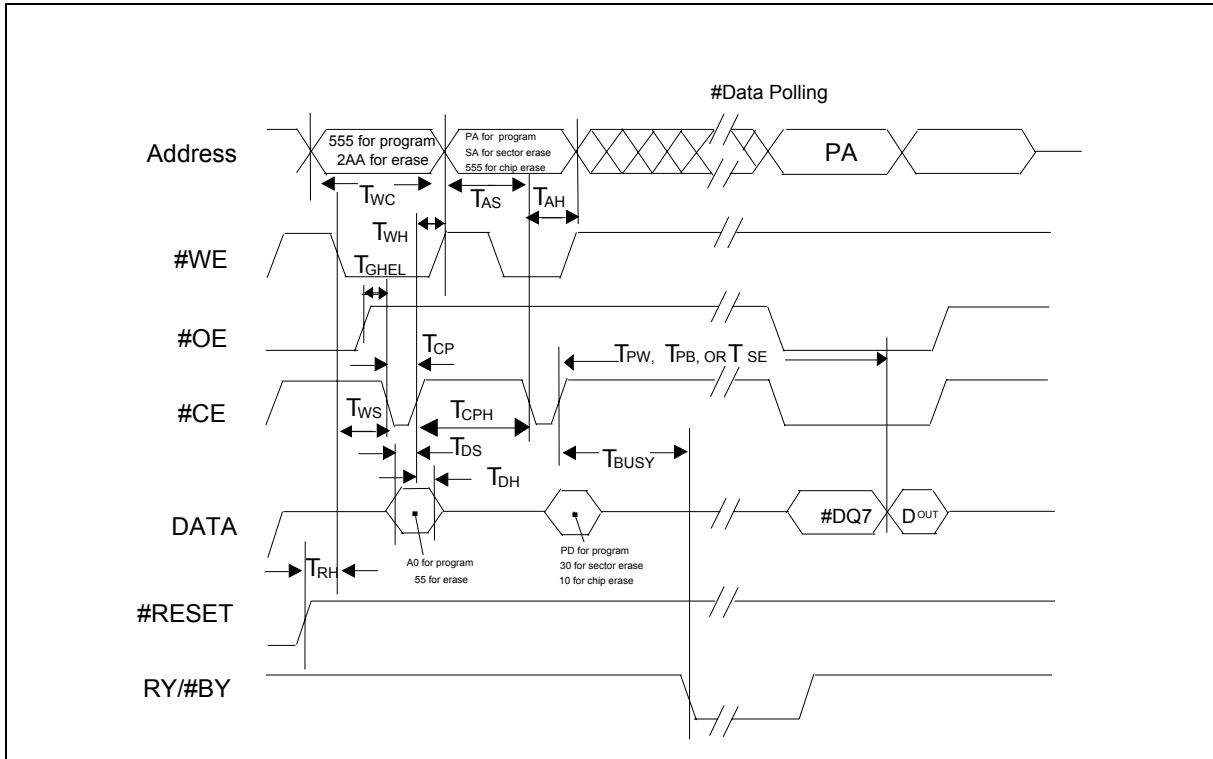 #Data Polling
Address
555 for program
2AA for erase
PA for program
SA for sector erase
555 for chip erase
PA
TWC
TAS
TAH
TWH
#WE
TGHEL
#OE
TCP
TPW, TPB, OR TSE
#CE
TWS
TCPH
TDS
TBUSY
TDH
DATA
#DQ7
DOUT
A0 for program
55 for erase
PD for program
30 for sector erase
10 for chip erase
TRH
#RESET
RY/#BY